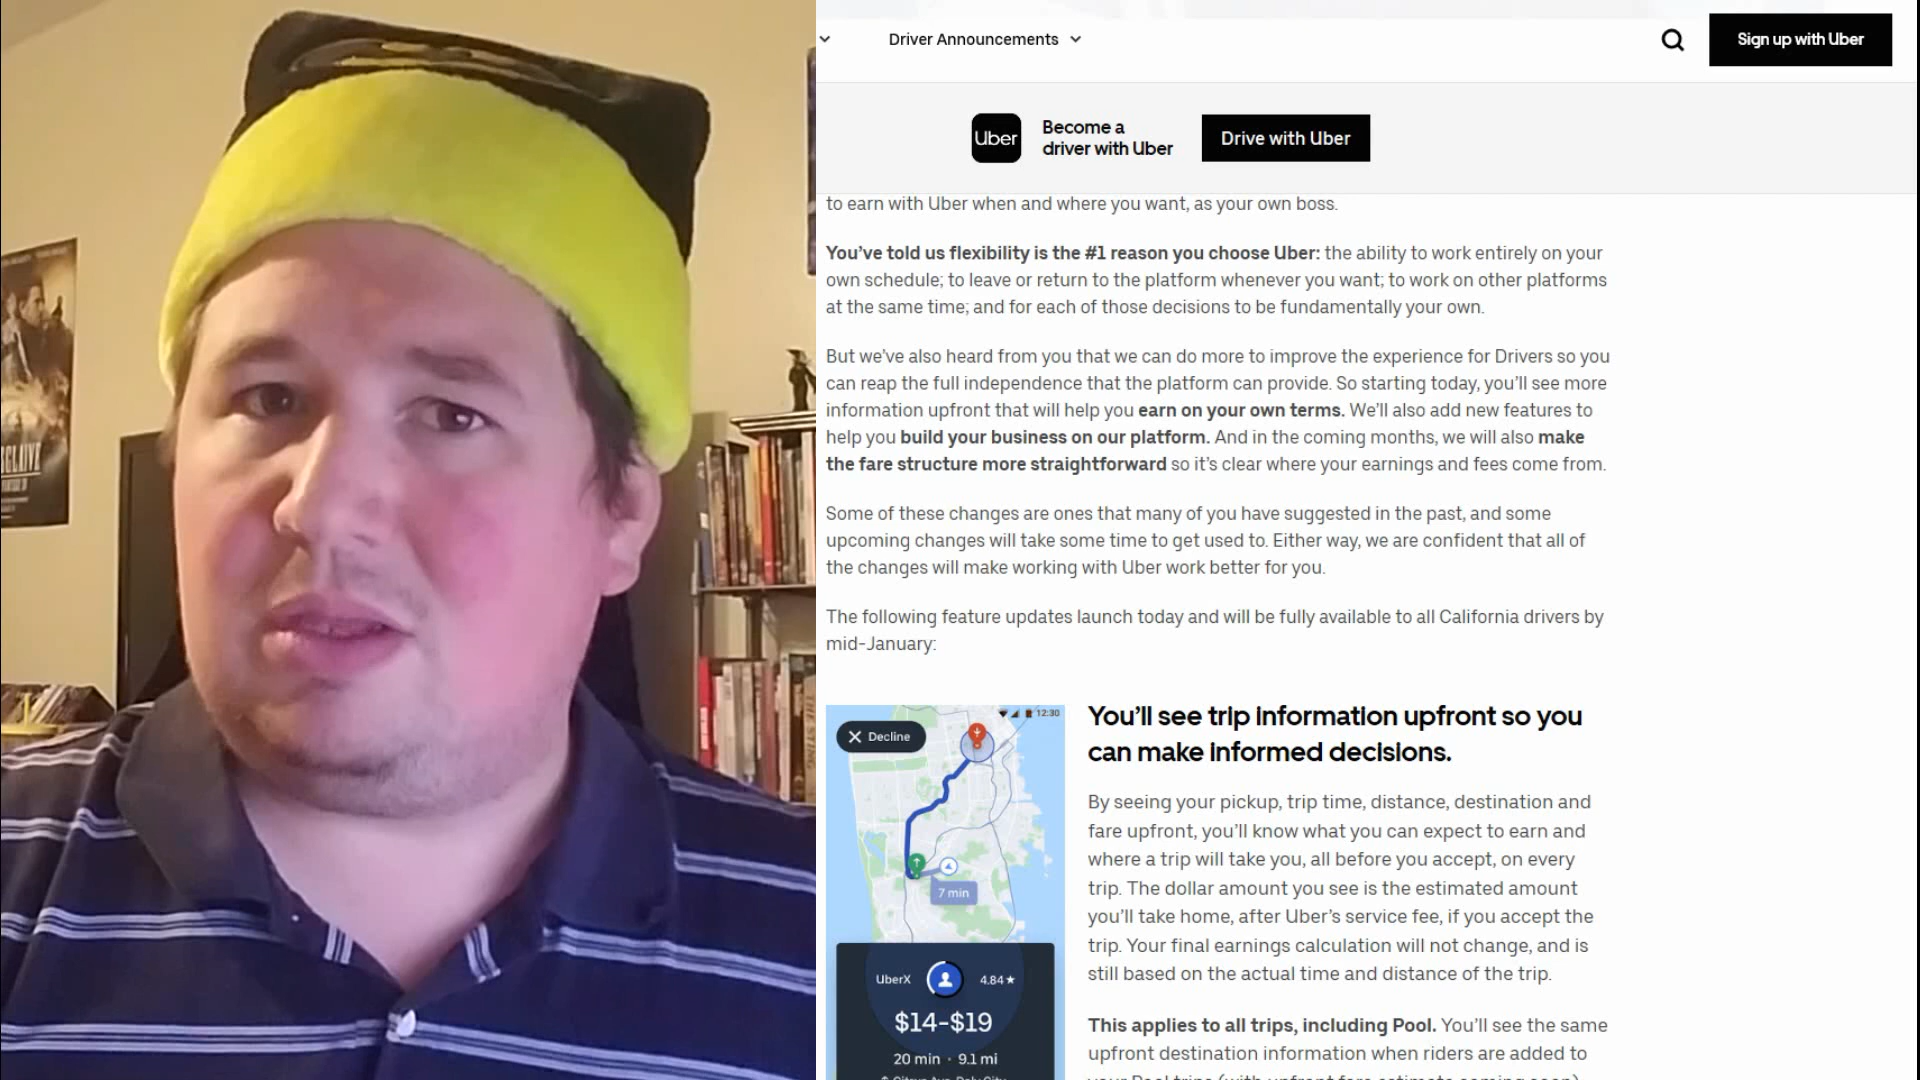 Driver Announcements
Sign up with Uber
Uber
Become a
driver with Uber
Drive with Uber
to earn with Uber when and where you want, as your own boss.
You’ve told us flexibility is the #1 reason you choose Uber: the ability to work entirely on your
own schedule; to leave or return to the platform whenever you want; to work on other platforms
at the same time; and for each of those decisions to be fundamentally your own.
But we’ve also heard from you that we can do more to improve the experience for Drivers so you
can reap the full independence that the platform can provide. So starting today, you’ll see more
information upfront that will help you earn on your own terms. We’ll also add new features to
help you build your business on our platform. And in the coming months, we will also make
the fare structure more straightforward so it’s clear where your earnings and fees come from.
Some of these changes are ones that many of you have suggested in the past, and some
upcoming changes will take some time to get used to. Either way, we are confident that all of
the changes will make working with Uber work better for you.
The following feature updates launch today and will be fully available to all California drivers by
mid-January:
12:30
Decline
7 min
UberX
4.84★
$14-$19
20 min · 9.1 mi
You’ll see trip information upfront so you
can make informed decisions.
By seeing your pickup, trip time, distance, destination and
fare upfront, you’ll know what you can expect to earn and
where a trip will take you, all before you accept, on every
trip. The dollar amount you see is the estimated amount
you’ll take home, after Uber’s service fee, if you accept the
trip. Your final earnings calculation will not change, and is
still based on the actual time and distance of the trip.
This applies to all trips, including Pool. You’ll see the same
upfront destination information when riders are added to